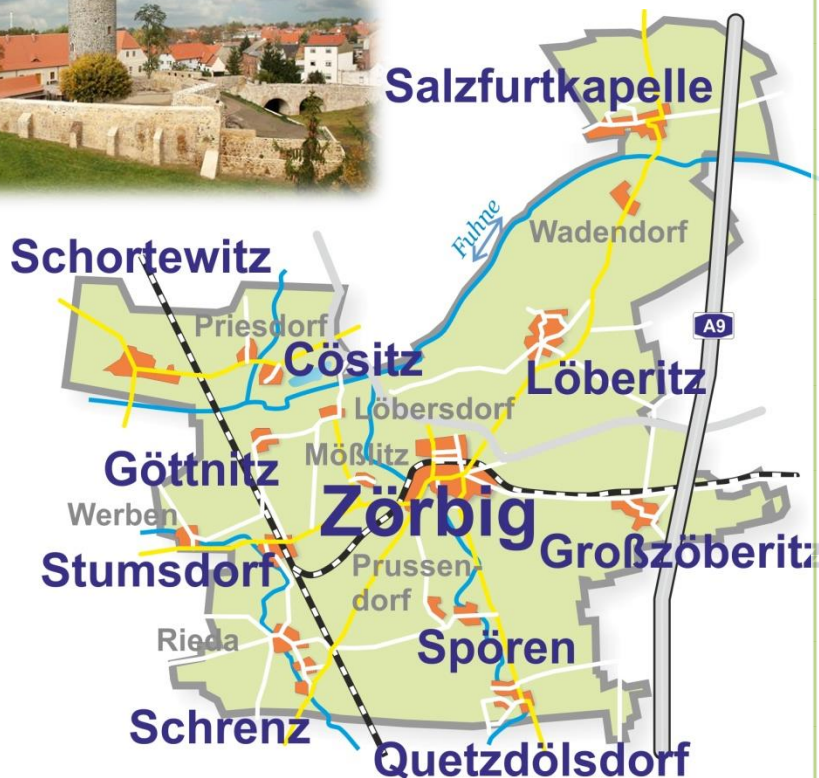 Salzfurtkapelle
Fuhne
Wadendorf
Schortewitz
Priesdorf
A9
Cösitz
Löberitz
Löbersdorf
Mößlitz
Göttnitz
Zörbig
Werben
Großzöberitz
Stumsdorf
Prussen-
dorf
Rieda
Spören
Schrenz
Quetzdölsdorf